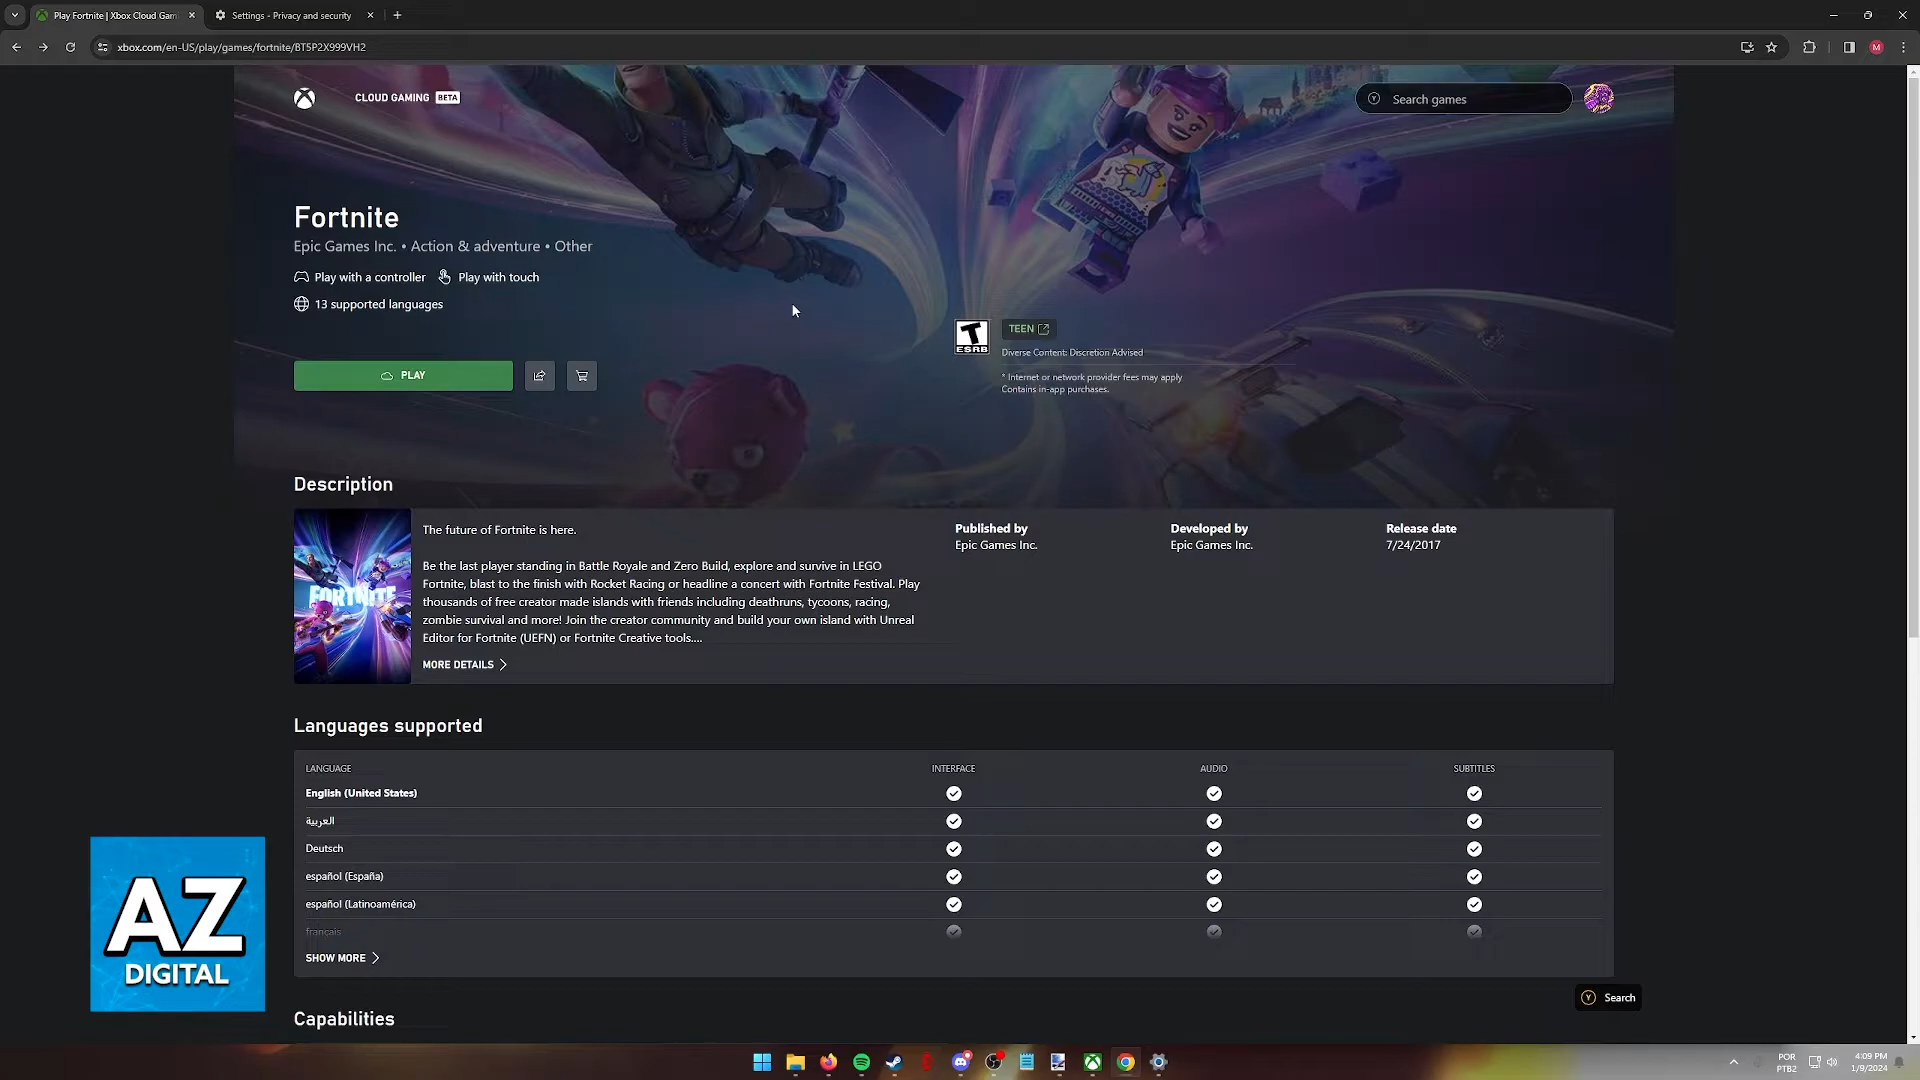 Play Fortnite | Xbox Cloud Gam
Settings - Privacy and security
xbox.com/en-US/play/games/fortnite/BT5P2X999VH2
M
CLOUD GAMING BETA
Search games
Fortnite
Epic Games Inc. • Action & adventure • Other
Play with a controller Play with touch
13 supported languages
T
ESRB
TEEN
Diverse Content: Discretion Advised
* Internet or network provider fees may apply
Contains in-app purchases.
PLAY
Description
FORTNITE
The future of Fortnite is here.
Be the last player standing in Battle Royale and Zero Build, explore and survive in LEGO
Fortnite, blast to the finish with Rocket Racing or headline a concert with Fortnite Festival. Play
thousands of free creator made islands with friends including deathruns, tycoons, racing,
zombie survival and more! Join the creator community and build your own island with Unreal
Editor for Fortnite (UEFN) or Fortnite Creative tools....
MORE DETAILS
Published by
Epic Games Inc.
Developed by
Epic Games Inc.
Release date
7/24/2017
Languages supported
LANGUAGE INTERFACE AUDIO SUBTITLES
English (United States)
العربية
Deutsch
español (España)
español (Latinoamérica)
français
SHOW MORE
AZ
DIGITAL
Y Search
Capabilities
POR
PTB2
4:09 PM
1/9/2024